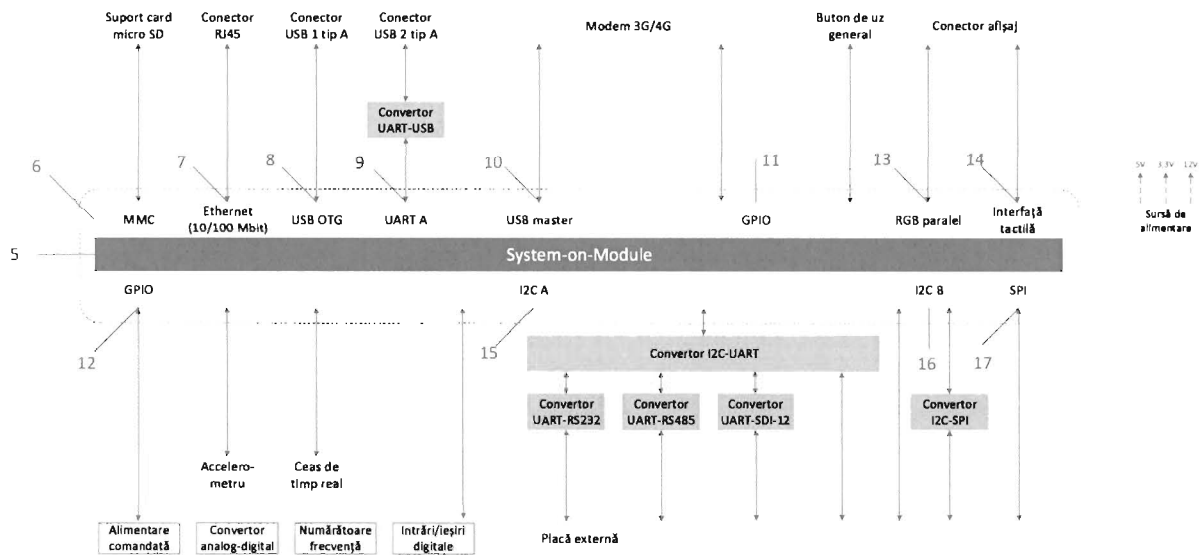 Suport card
micro SD
Conector
RJ45
Conector
USB 1 tip A
Conector
USB 2 tip A
Modem 3G/4G
Buton de uz
general
Conector afișaj
Convertor
UART-USB
6
7
8
9
10
11
13
14
5V 3.3V 12V
Sursă de
alimentare
MMC
Ethernet
(10/100 Mbit)
USB OTG
UART A
USB master
GPIO
RGB paralel
Interfață
tactilă
5
System-on-Module
GPIO
I2C A
I2C B
SPI
12
15
16
17
Convertor I2C-UART
Convertor
UART-RS232
Convertor
UART-RS485
Convertor
UART-SDI-12
Convertor
I2C-SPI
Accelero-
metru
Ceas de
timp real
Alimentare
comandată
Convertor
analog-digital
Numărătoare
frecvență
Intrări/ieșiri
digitale
Placă externă